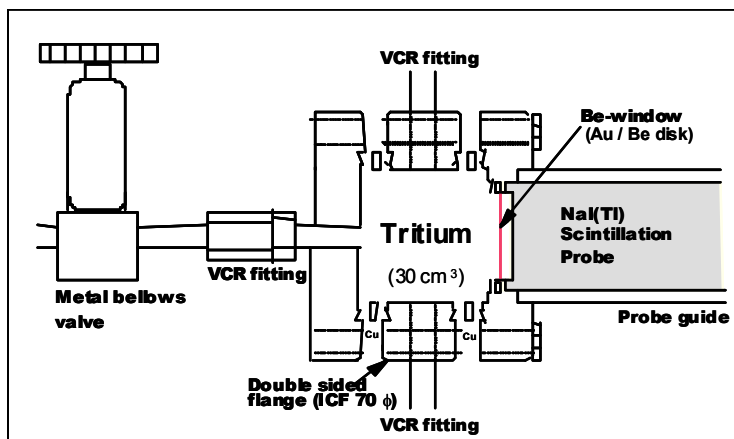 VCR fitting
Be-window
(Au / Be disk)
NaI(Tl)
Scintillation
Probe
Tritium
(30 cm³)
VCR fitting
Metal bellows
valve
Probe guide
Cu
Cu
Double sided
flange (ICF 70 ϕ)
VCR fitting